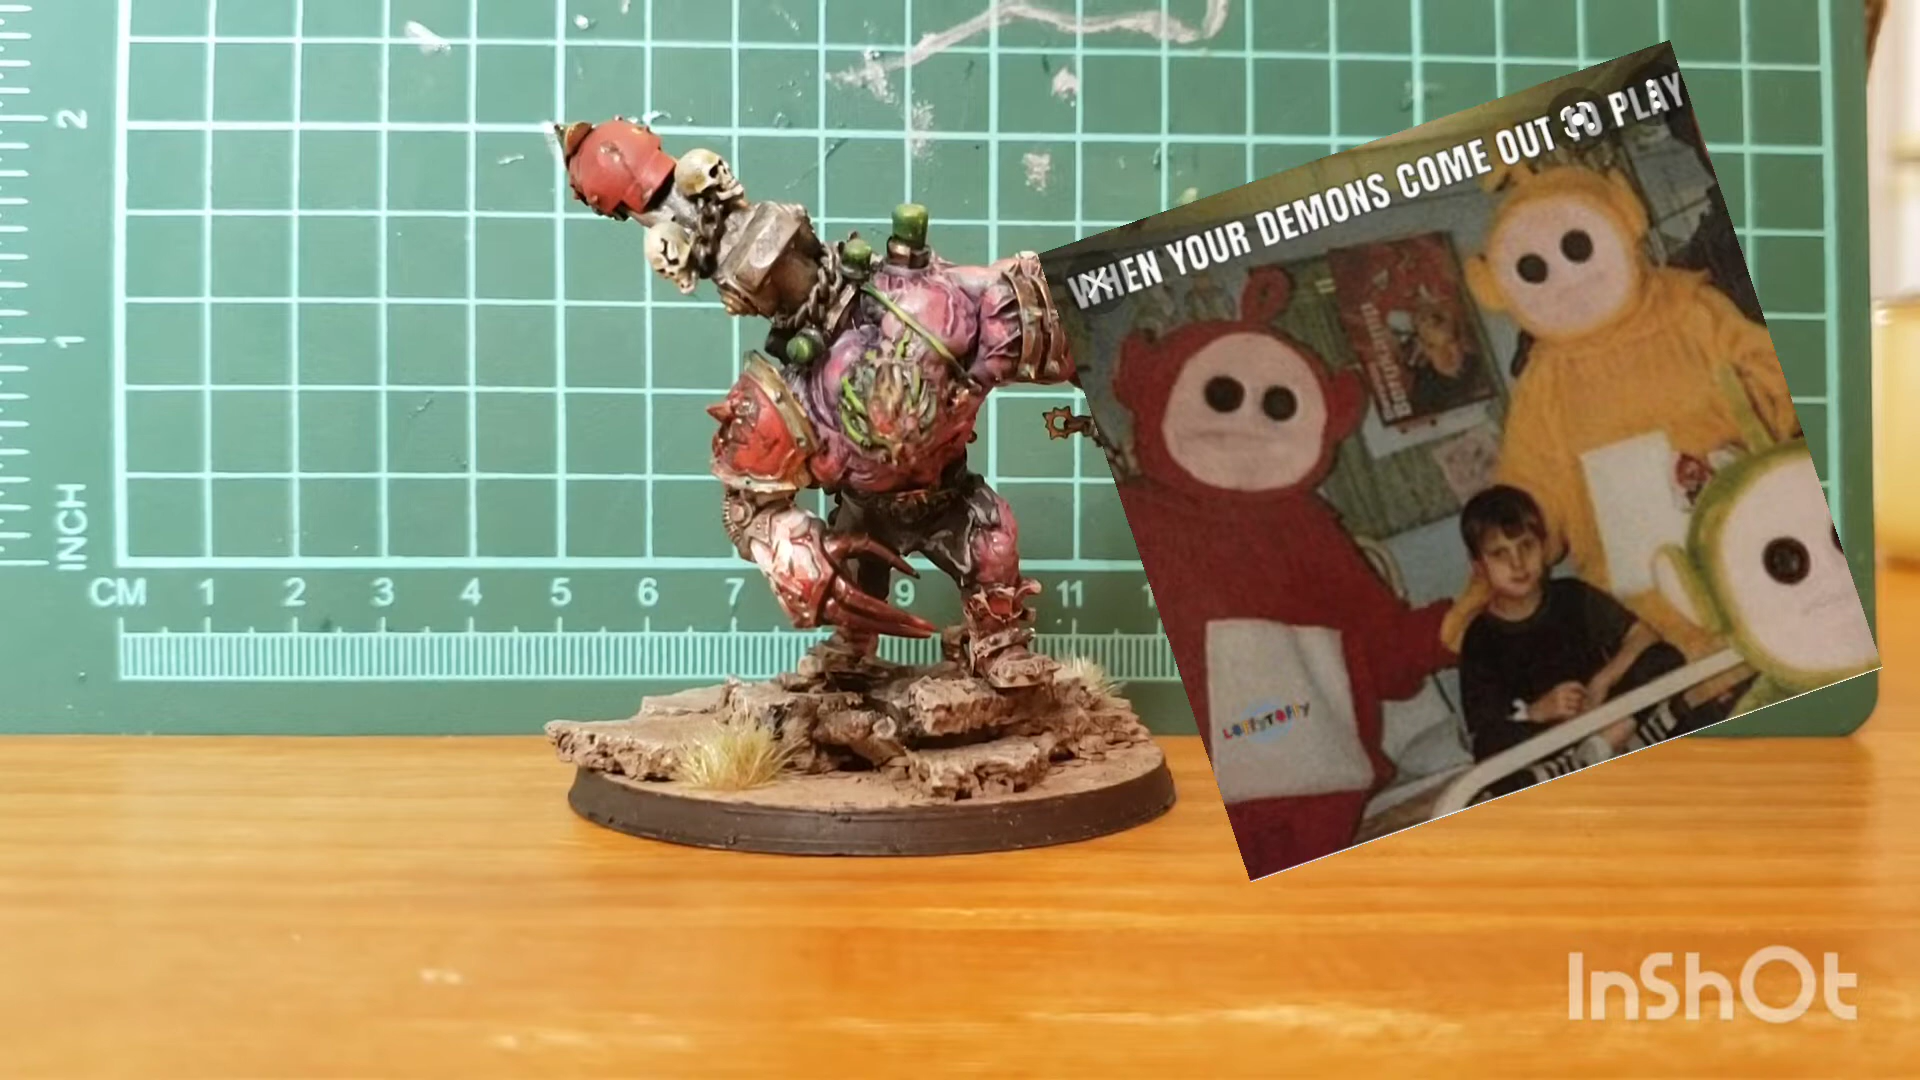 2
1
INCH
CM 1 2 3 4 5 6 7 9 11
WHEN YOUR DEMONS COME OUT TO PLAY
InShOt